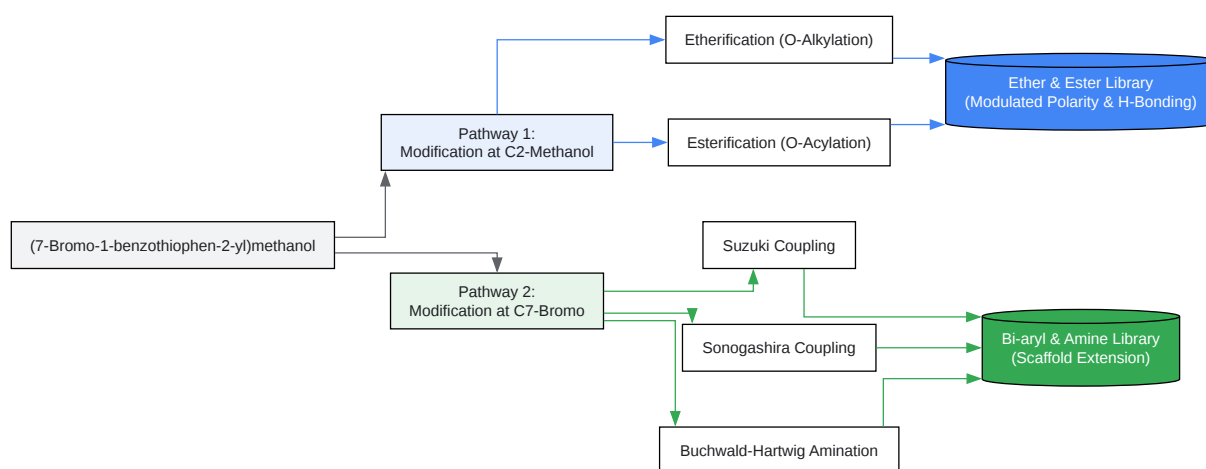 Etherification (O-Alkylation)
Ether & Ester Library
(Modulated Polarity & H-Bonding)
Pathway 1:
Modification at C2-Methanol
Esterification (O-Acylation)
(7-Bromo-1-benzothiophen-2-yl)methanol
Suzuki Coupling
Pathway 2:
Modification at C7-Bromo
Sonogashira Coupling
Bi-aryl & Amine Library
(Scaffold Extension)
Buchwald-Hartwig Amination